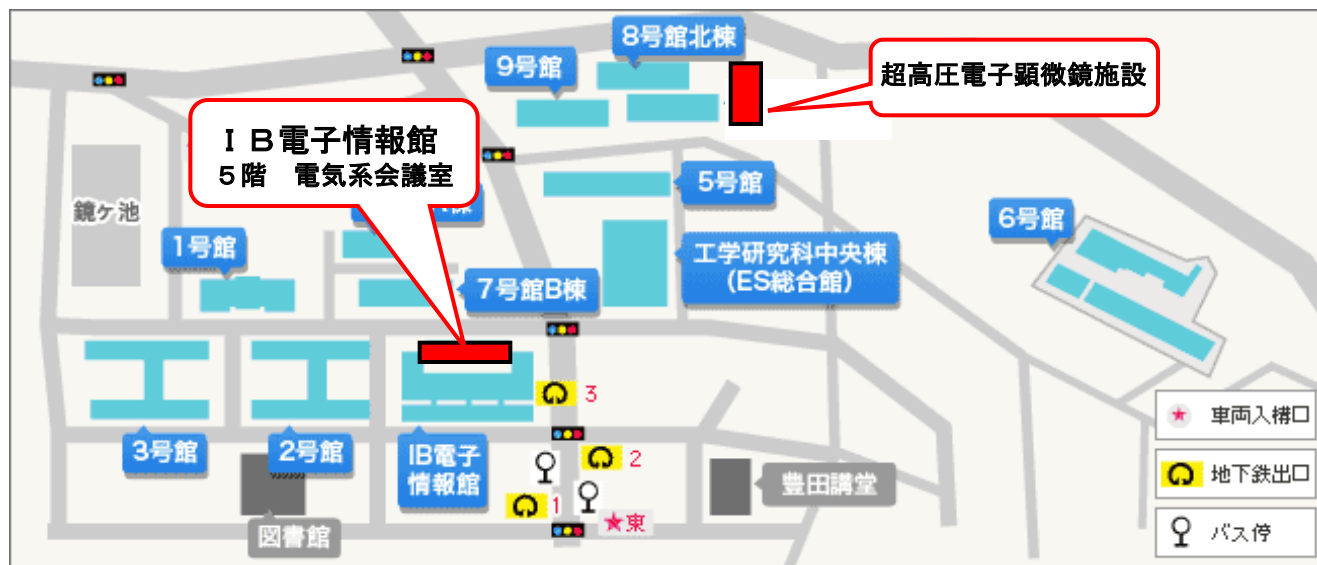 8号館北棟
9号館
超高圧電子顕微鏡施設
ＩＢ電子情報館
５階　電気系会議室
5号館
鏡ヶ池
棟
6号館
1号館
工学研究科中央棟
(ES総合館)
7号館B棟
3
車両入構口
3号館
2号館
IB電子
情報館
2
地下鉄出口
豊田講堂
1
東
図書館
バス停